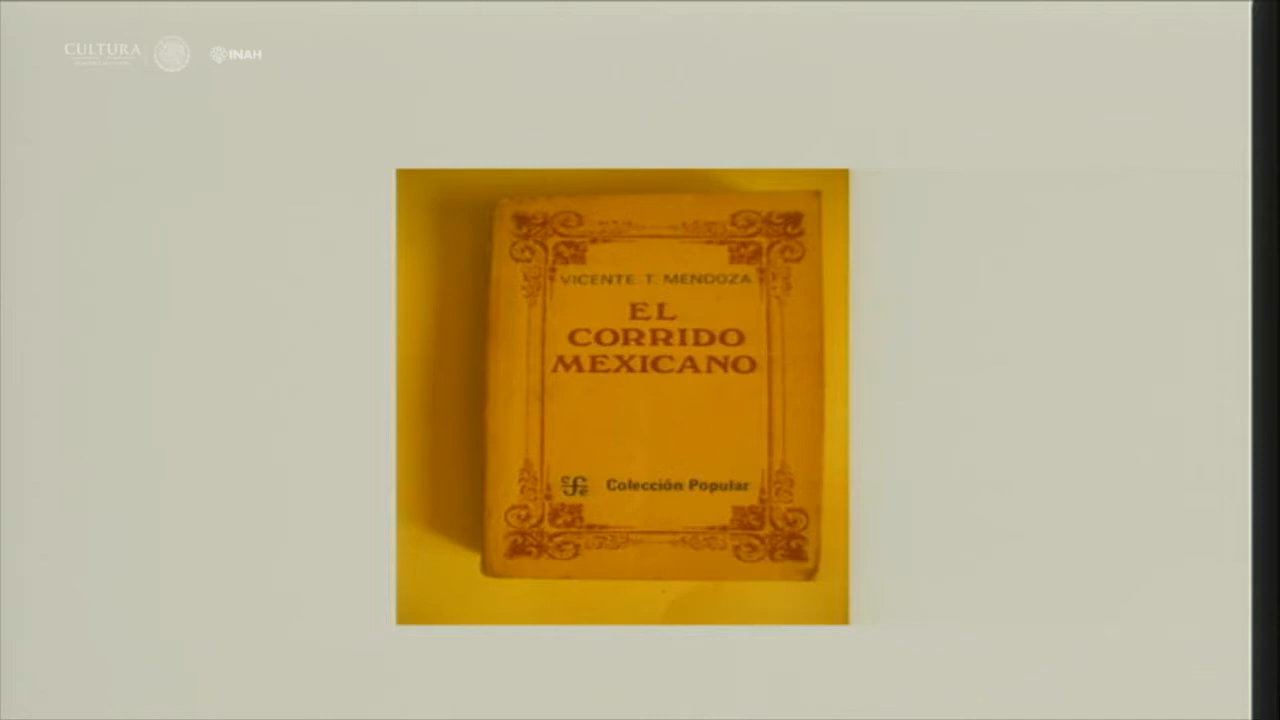 CULTURA
INAH
VICENTE T. MENDOZA
EL
CORRIDO
MEXICANO
Colección Popular